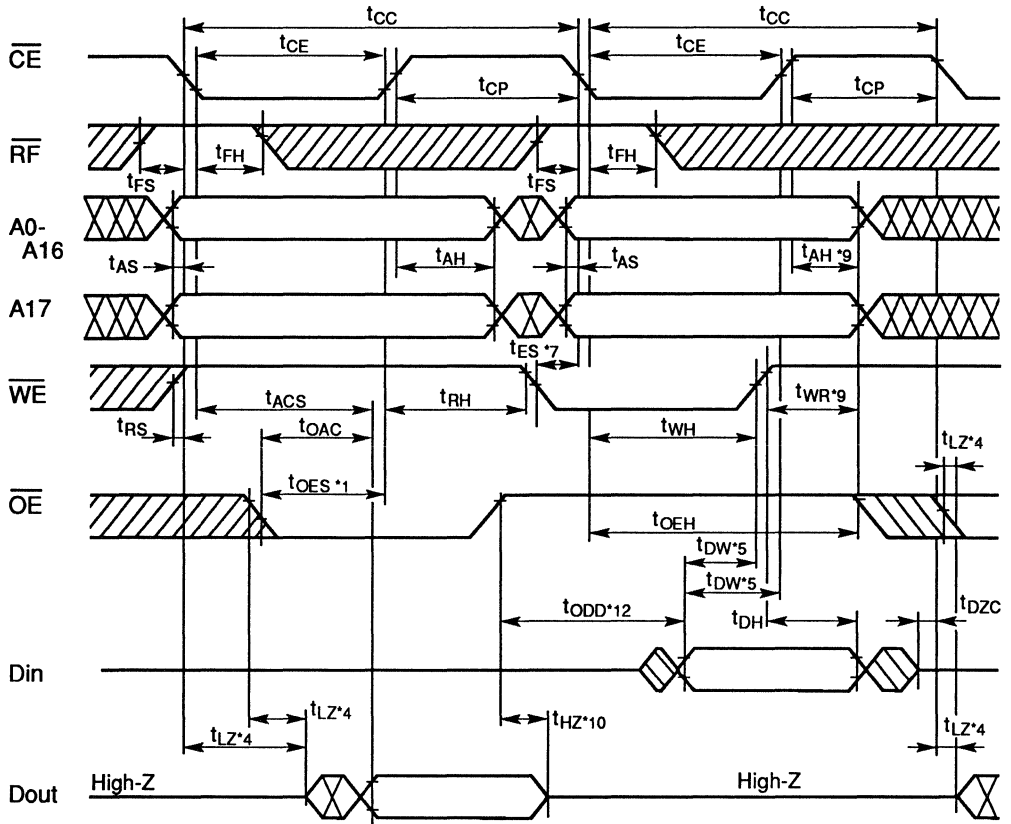 tCC tCC
CE tCE tCE
tCP tCP
RF tFH tFH
tFS tFS
A0-
A16
tAS tAH tAS tAH *9
A17
tES *7
WE
tACS tRH tWR*9
tRS tOAC tWH tLZ*4
OE tOES *1
tOEH
tDW*5
tDW*5
tODD*12 tDH tDZC
Din
tLZ*4 tHZ*10
tLZ*4 tLZ*4
Dout High-Z High-Z